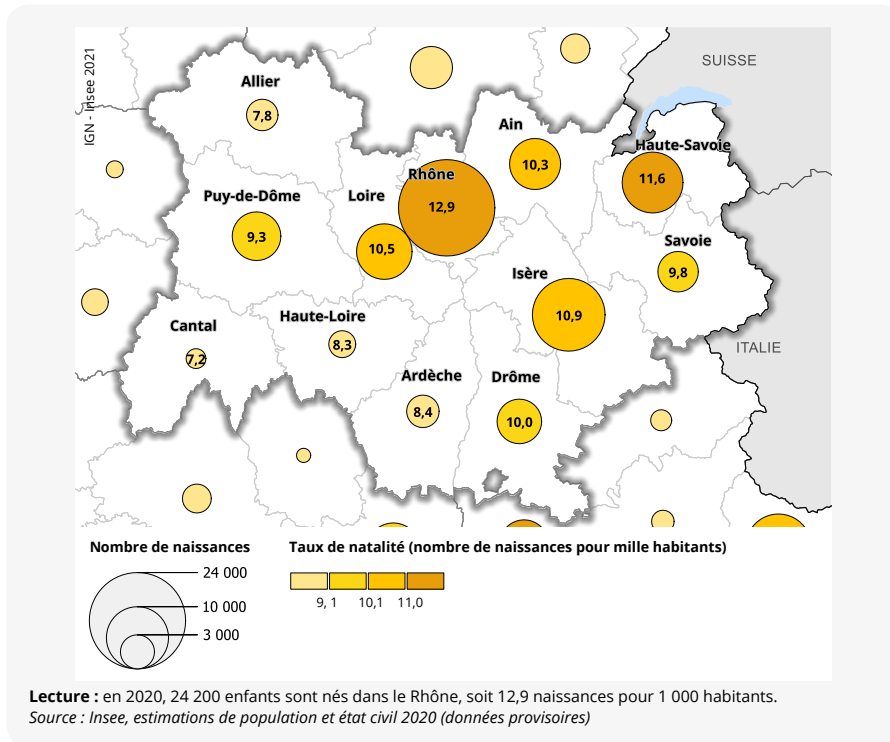 IGN - Insee 2021
SUISSE
Allier
7,8
Ain
10,3
Haute-Savoie
11,6
Rhône
12,9
Puy-de-Dôme
9,3
Loire
10,5
Savoie
9,8
Isère
10,9
Cantal
7,2
Haute-Loire
8,3
ITALIE
Ardèche
8,4
Drôme
10,0
Nombre de naissances
24 000
10 000
3 000
Taux de natalité (nombre de naissances pour mille habitants)
9, 1 10,1 11,0
Lecture : en 2020, 24 200 enfants sont nés dans le Rhône, soit 12,9 naissances pour 1 000 habitants.
Source : Insee, estimations de population et état civil 2020 (données provisoires)